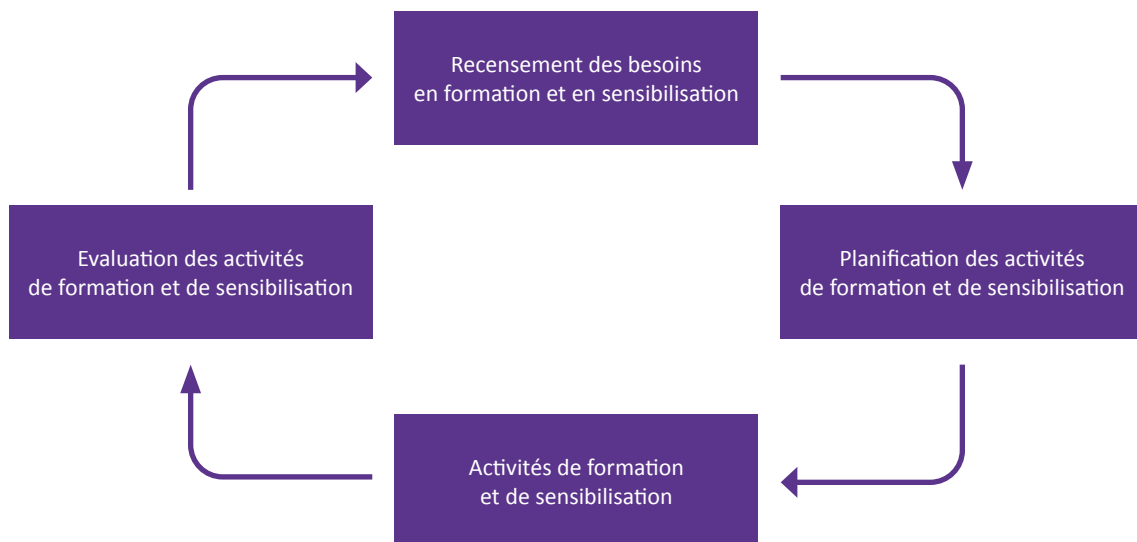 Recensement des besoins
en formation et en sensibilisation
Evaluation des activités
de formation et de sensibilisation
Planification des activités
de formation et de sensibilisation
Activités de formation
et de sensibilisation